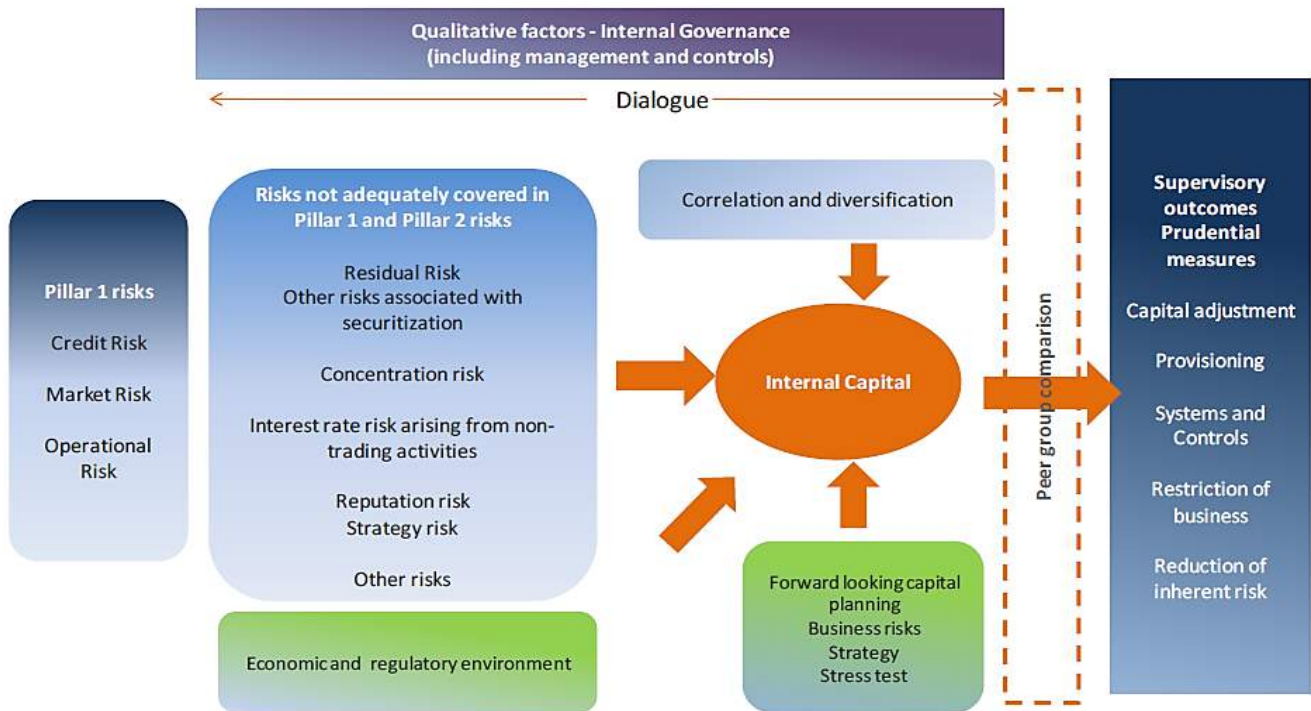 Qualitative factors - Internal Governance
(including management and controls)
Dialogue
Pillar 1 risks
Credit Risk
Market Risk
Operational
Risk
Risks not adequately covered in
Pillar 1 and Pillar 2 risks
Residual Risk
Other risks associated with
securitization
Concentration risk
Interest rate risk arising from non-
trading activities
Reputation risk
Strategy risk
Other risks
Economic and regulatory environment
Correlation and diversification
Internal Capital
Forward looking capital
planning
Business risks
Strategy
Stress test
Peer group comparison
Supervisory
outcomes
Prudential
measures
Capital adjustment
Provisioning
Systems and
Controls
Restriction of
business
Reduction of
inherent risk